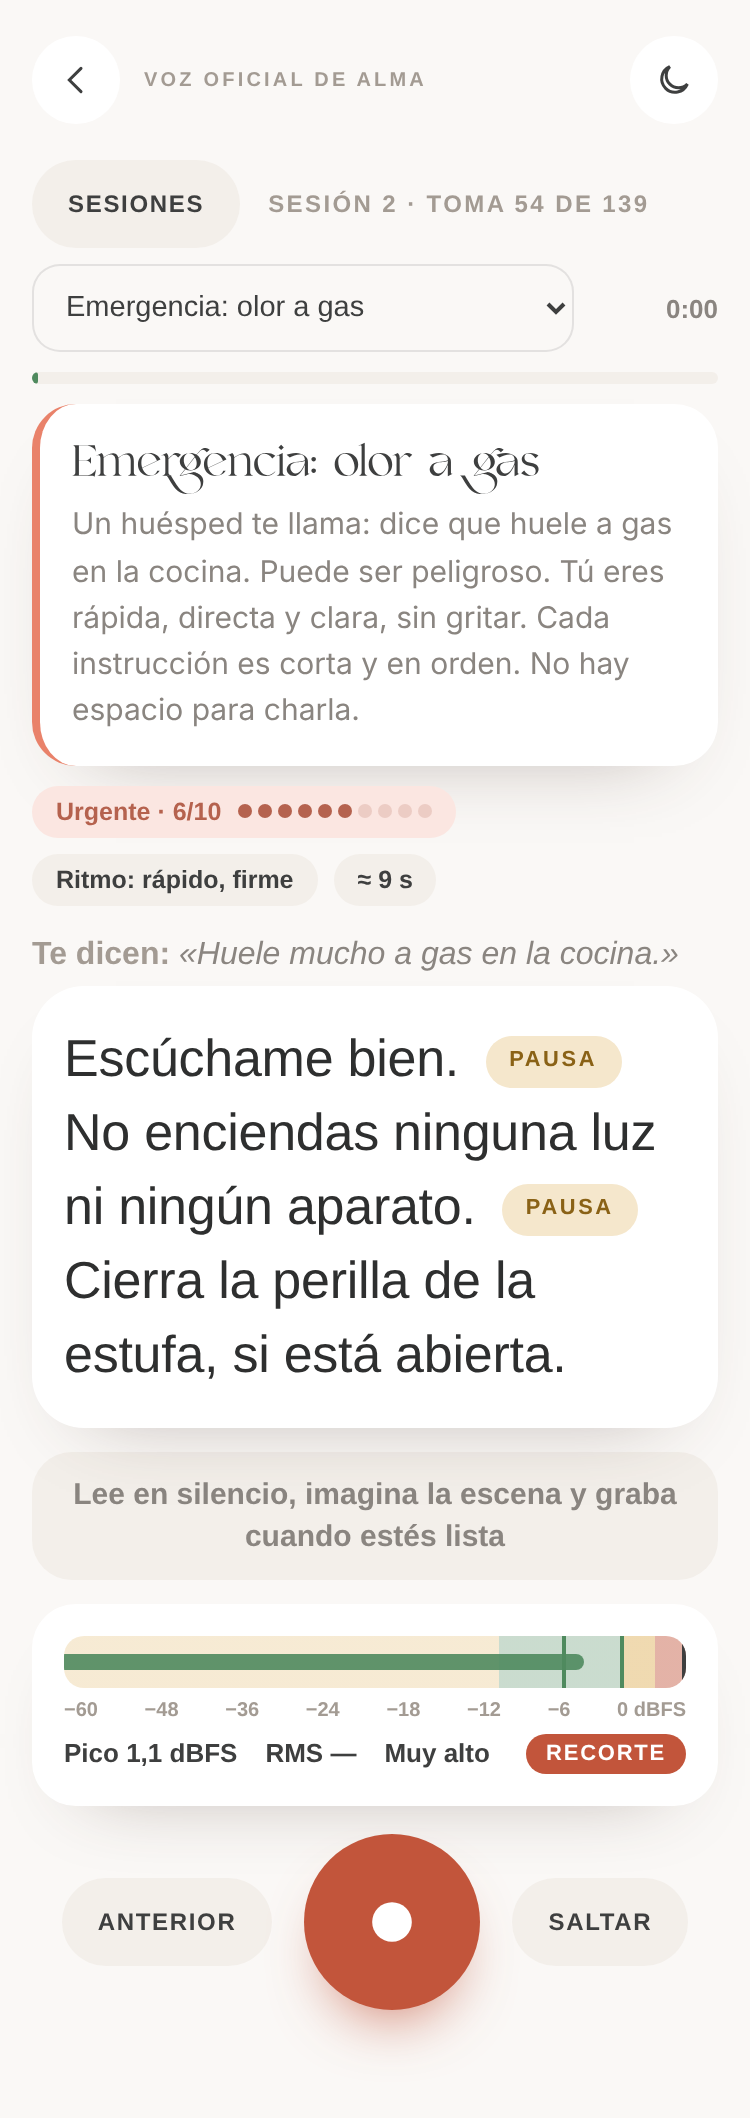 VOZ OFICIAL DE ALMA
SESIONES
SESIÓN 2 · TOMA 54 DE 139
Emergencia: olor a gas
0:00
Emergencia: olor a gas
Un huésped te llama: dice que huele a gas
en la cocina. Puede ser peligroso. Tú eres
rápida, directa y clara, sin gritar. Cada
instrucción es corta y en orden. No hay
espacio para charla.
Urgente · 6/10
Ritmo: rápido, firme
≈ 9 s
Te dicen: «Huele mucho a gas en la cocina.»
Escúchame bien. PAUSA
No enciendas ninguna luz
ni ningún aparato. PAUSA
Cierra la perilla de la
estufa, si está abierta.
Lee en silencio, imagina la escena y graba
cuando estés lista
−60 −48 −36 −24 −18 −12 −6 0 dBFS
Pico 1,1 dBFS RMS — Muy alto RECORTE
ANTERIOR
SALTAR